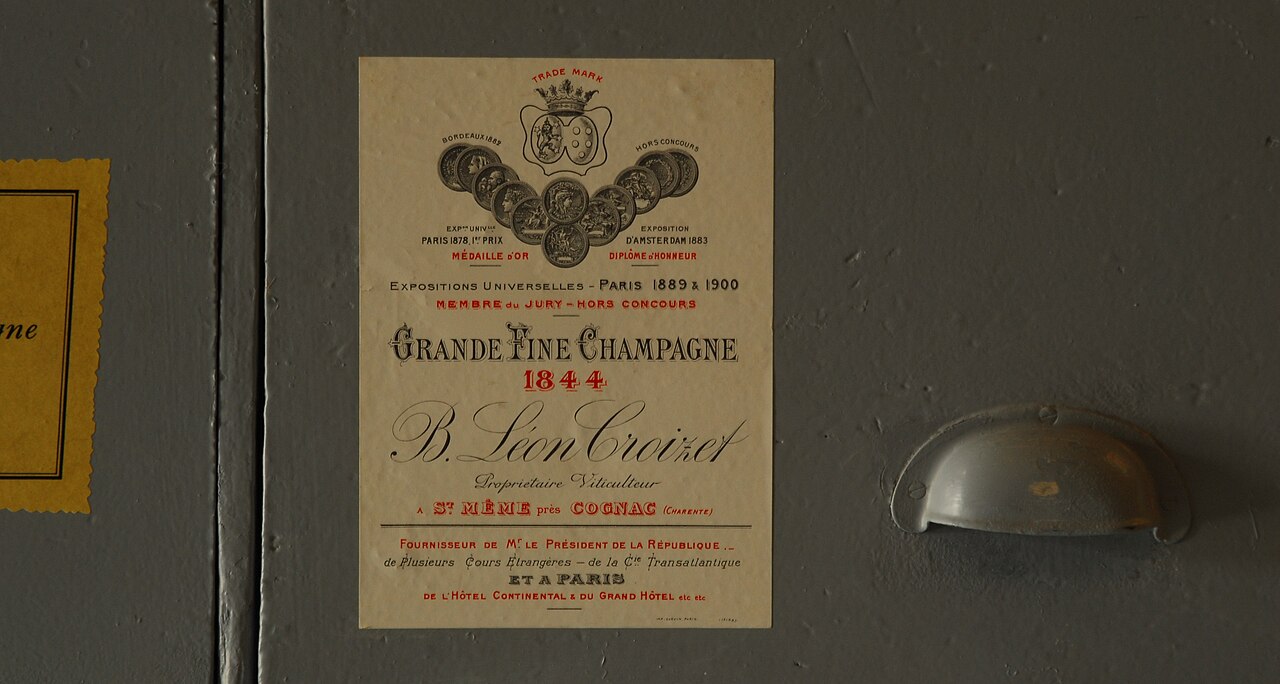 TRADE MARK
BORDEAUX 1882
HORS CONCOURS
EXPON UNIVLLE
PARIS 1878, 1ER PRIX
MÉDAILLE D'OR
EXPOSITION
D'AMSTERDAM 1883
DIPLÔME D'HONNEUR
EXPOSITIONS UNIVERSELLES - PARIS 1889 & 1900
MEMBRE du JURY - HORS CONCOURS
GRANDE FINE CHAMPAGNE
1844
B. Léon Croizet
Propriétaire Viticulteur
A ST MÊME près COGNAC (CHARENTE)
FOURNISSEUR DE MR LE PRÉSIDENT DE LA RÉPUBLIQUE._
de Plusieurs Cours Etrangères - de la Cie Transatlantique
ET A PARIS
DE L'HÔTEL CONTINENTAL & DU GRAND HÔTEL etc etc